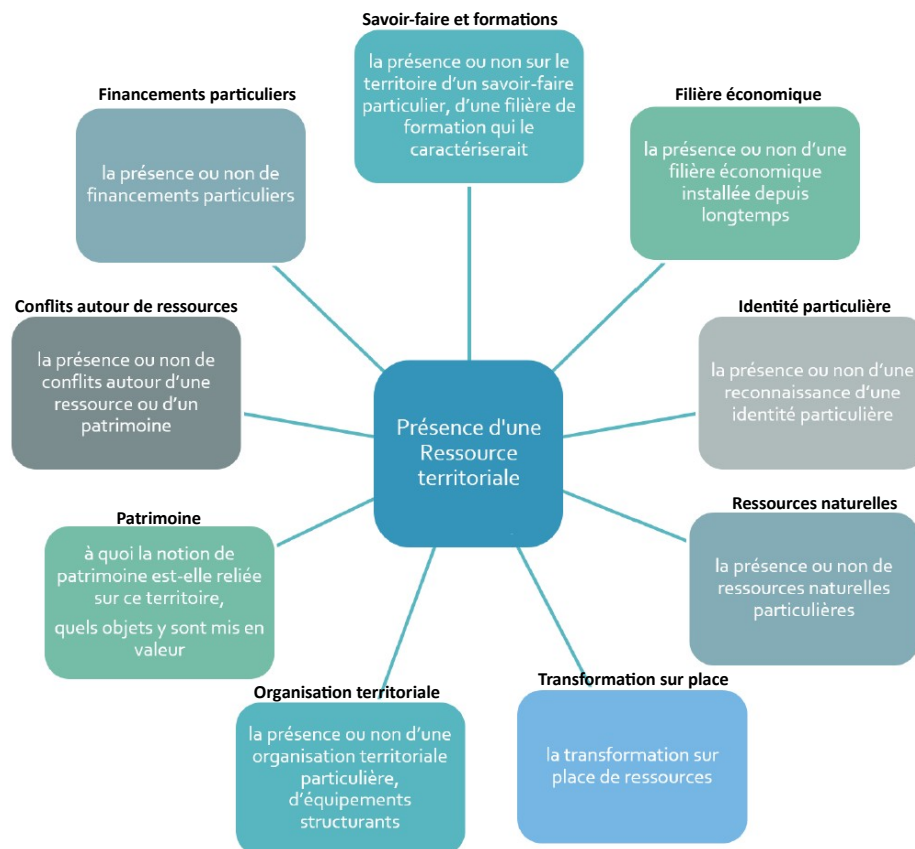 Savoir-faire et formations
la présence ou non sur le
territoire d'un savoir-faire
particulier, d'une filière de
formation qui le
caractériserait
Financements particuliers
la présence ou non de
financements particuliers
Filière économique
la présence ou non d'une
filière économique
installée depuis
longtemps
Conflits autour de ressources
la présence ou non de
conflits autour d'une
ressource ou d'un
patrimoine
Identité particulière
la présence ou non d'une
reconnaissance d'une
identité particulière
Présence d'une
Ressource
territoriale
Patrimoine
à quoi la notion de
patrimoine est-elle reliée
sur ce territoire,
quels objets y sont mis en
valeur
Ressources naturelles
la présence ou non de
ressources naturelles
particulières
Organisation territoriale
la présence ou non d'une
organisation territoriale
particulière,
d'équipements
structurants
Transformation sur place
la transformation sur
place de ressources